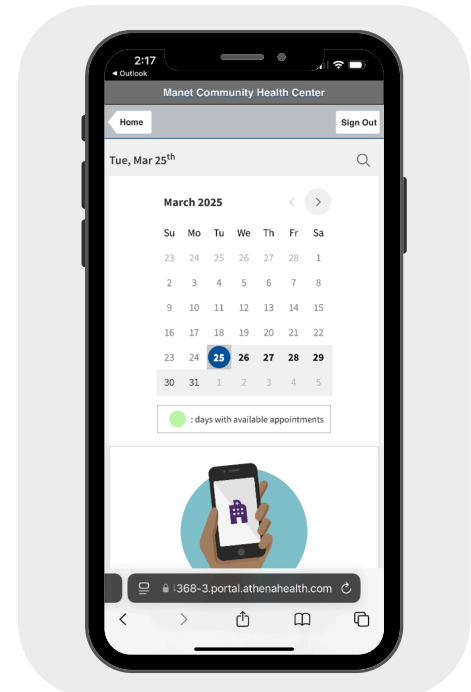 2:17
◀ Outlook
Manet Community Health Center
Home
Sign Out
Tue, Mar 25th
March 2025
Su Mo Tu We Th Fr Sa
23 24 25 26 27 28 1
2 3 4 5 6 7 8
9 10 11 12 13 14 15
16 17 18 19 20 21 22
23 24 25 26 27 28 29
30 31 1 2 3 4 5
: days with available appointments
368-3.portal.athenahealth.com